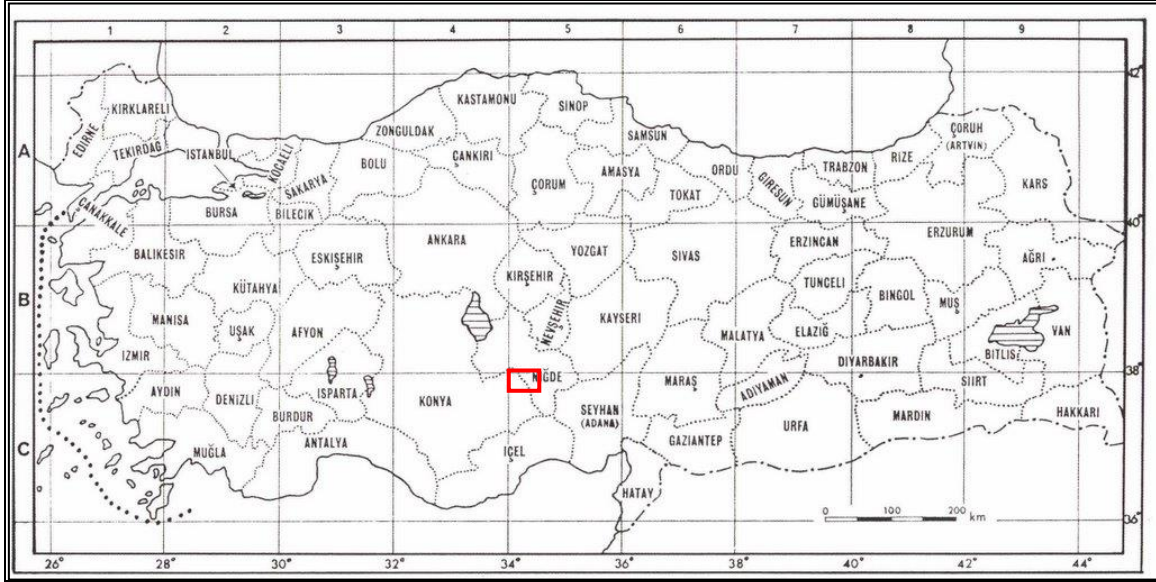 1 2 3 4 5 6 7 8 9
42°
KASTAMONU
SINOP
KIRKLARELİ
EDİRNE
ZONGULDAK
SAMSUN
ÇORUH
(ARTVİN)
A
TEKİRDAĞ
İSTANBUL
KOCAELİ
BOLU
ÇANKIRI
AMASYA
ORDU
GİRESUN
TRABZON
RİZE
SAKARYA
ÇORUM
TOKAT
KARS
ÇANAKKALE
BURSA
BİLECİK
GÜMÜŞANE
40°
ANKARA
ERZİNCAN
ERZURUM
BALIKESİR
ESKİŞEHİR
YOZGAT
SİVAS
AĞRI
KIRŞEHİR
KÜTAHYA
TUNCELİ
BİNGOL
MUŞ
B
MANİSA
UŞAK
AFYON
NEVŞEHİR
KAYSERİ
MALATYA
ELAZIĞ
VAN
İZMİR
DIYARBAKIR
BİTLİS
38°
AYDIN
DENİZLİ
ISPARTA
KONYA
NİĞDE
MARAŞ
ADIYAMAN
SİİRT
BURDUR
SEYHAN
(ADANA)
URFA
MARDİN
HAKKARİ
C
MUĞLA
ANTALYA
İÇEL
GAZİANTEP
HATAY
0 100 200 km
36°
26° 28° 30° 32° 34° 36° 38° 40° 42° 44°